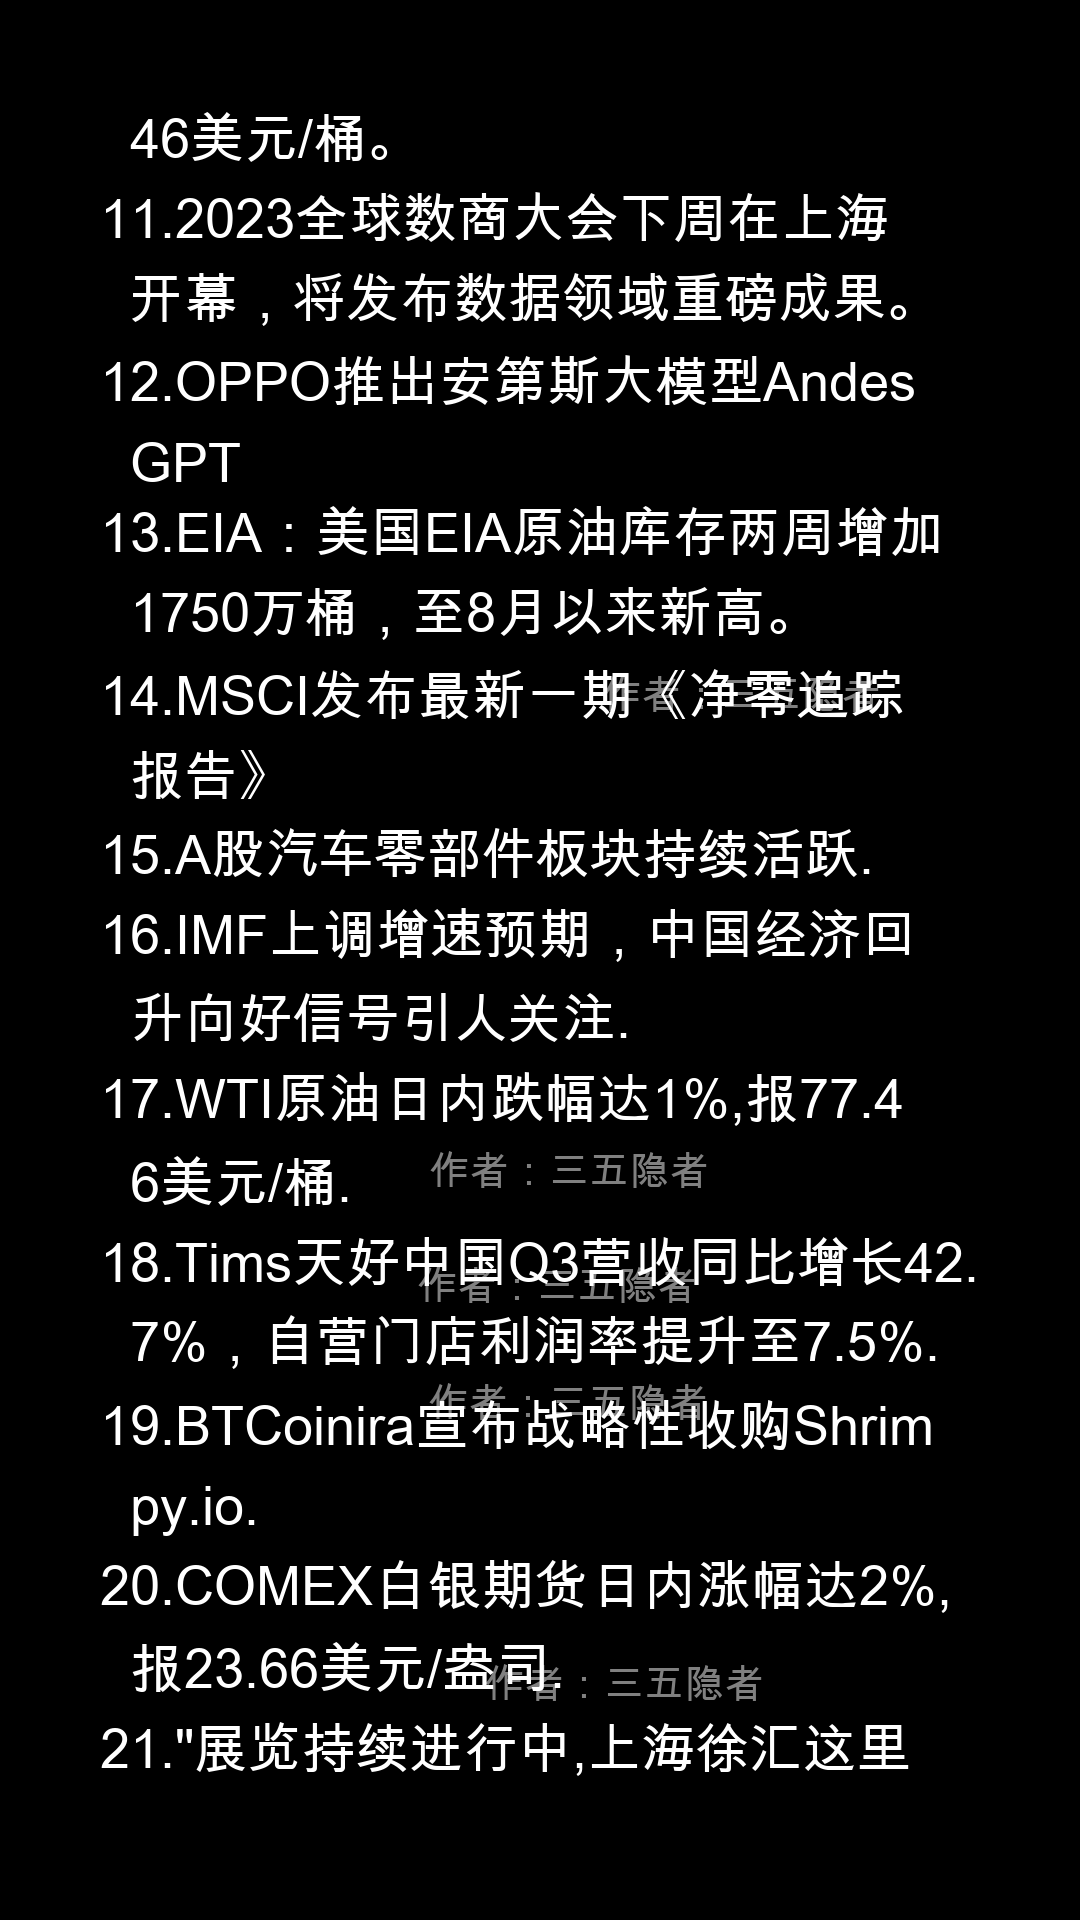 46美元/桶。
11.2023全球数商大会下周在上海
开幕，将发布数据领域重磅成果。
12.OPPO推出安第斯大模型Andes
GPT
13.EIA：美国EIA原油库存两周增加
1750万桶，至8月以来新高。
14.MSCI发布最新一期《净零追踪
作者：三五隐者
报告》
15.A股汽车零部件板块持续活跃.
16.IMF上调增速预期，中国经济回
升向好信号引人关注.
17.WTI原油日内跌幅达1%,报77.4
6美元/桶.
作者：三五隐者
18.Tims天好中国Q3营收同比增长42.
作者：三五隐者
7%，自营门店利润率提升至7.5%.
作者：三五隐者
19.BTCoinira宣布战略性收购Shrim
py.io.
20.COMEX白银期货日内涨幅达2%,
报23.66美元/盎司.
作者：三五隐者
21."展览持续进行中,上海徐汇这里